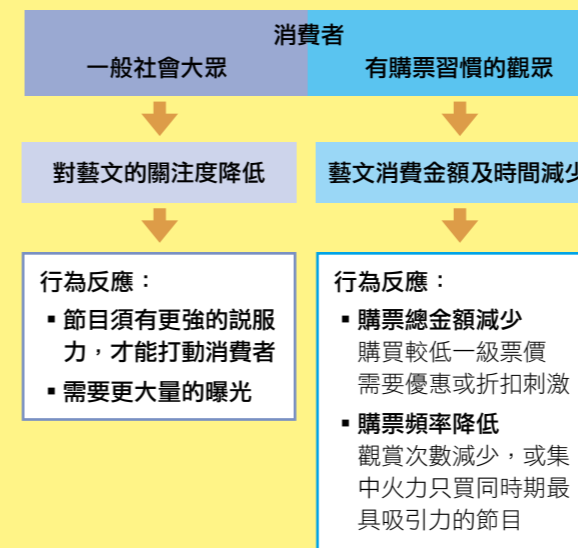 消費者
一般社會大眾
有購票習慣的觀眾
對藝文的關注度降低
藝文消費金額及時間減少
行為反應：
▪節目須有更強的說服
力，才能打動消費者
▪需要更大量的曝光
行為反應：
▪購票總金額減少
購買較低一級票價
需要優惠或折扣刺激
▪購票頻率降低
觀賞次數減少，或集
中火力只買同時期最
具吸引力的節目